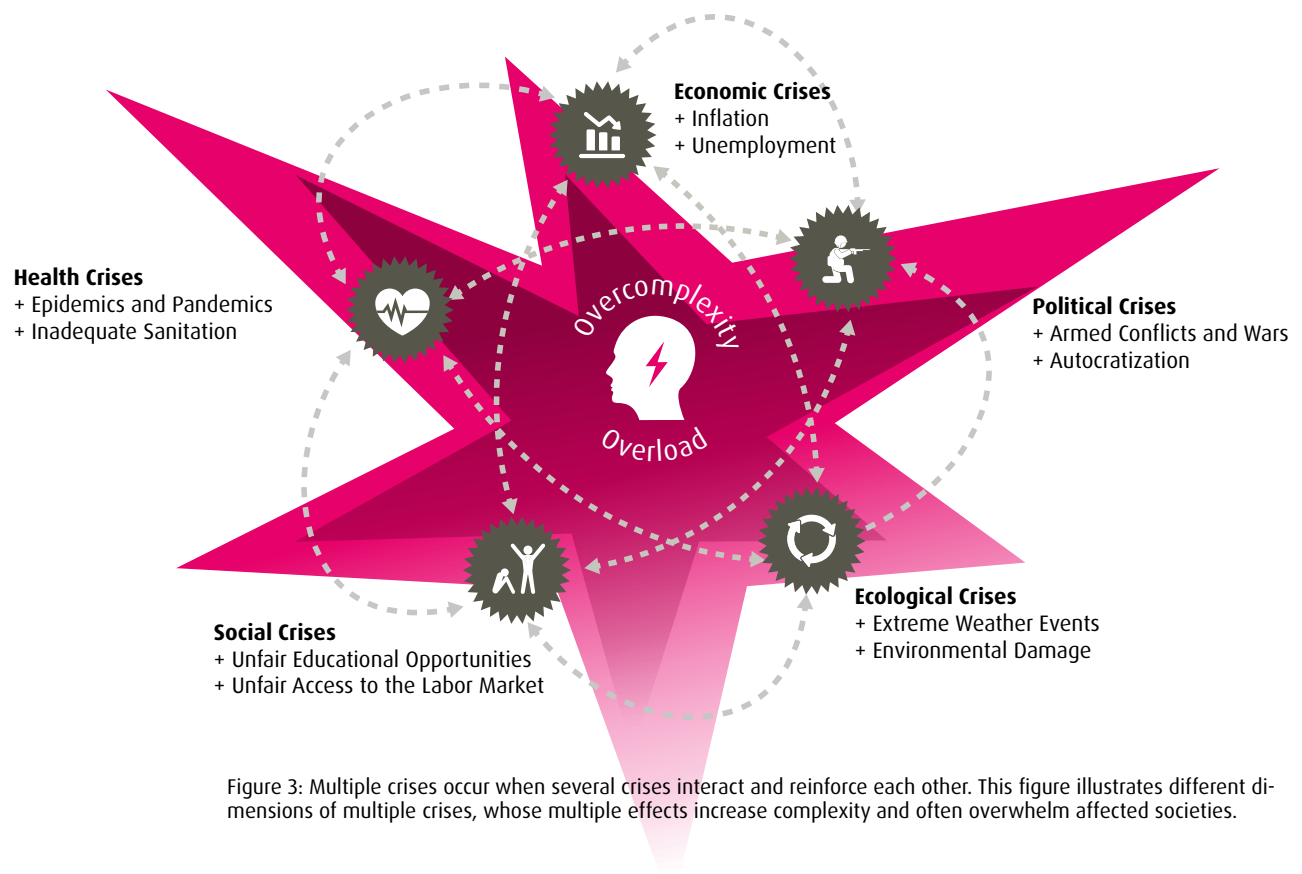 Economic Crises
+ Inflation
+ Unemployment
Health Crises
+ Epidemics and Pandemics
+ Inadequate Sanitation
Overcomplexity
Overload
Political Crises
+ Armed Conflicts and Wars
+ Autocratization
Social Crises
+ Unfair Educational Opportunities
+ Unfair Access to the Labor Market
Ecological Crises
+ Extreme Weather Events
+ Environmental Damage
Figure 3: Multiple crises occur when several crises interact and reinforce each other. This figure illustrates different di-
mensions of multiple crises, whose multiple effects increase complexity and often overwhelm affected societies.